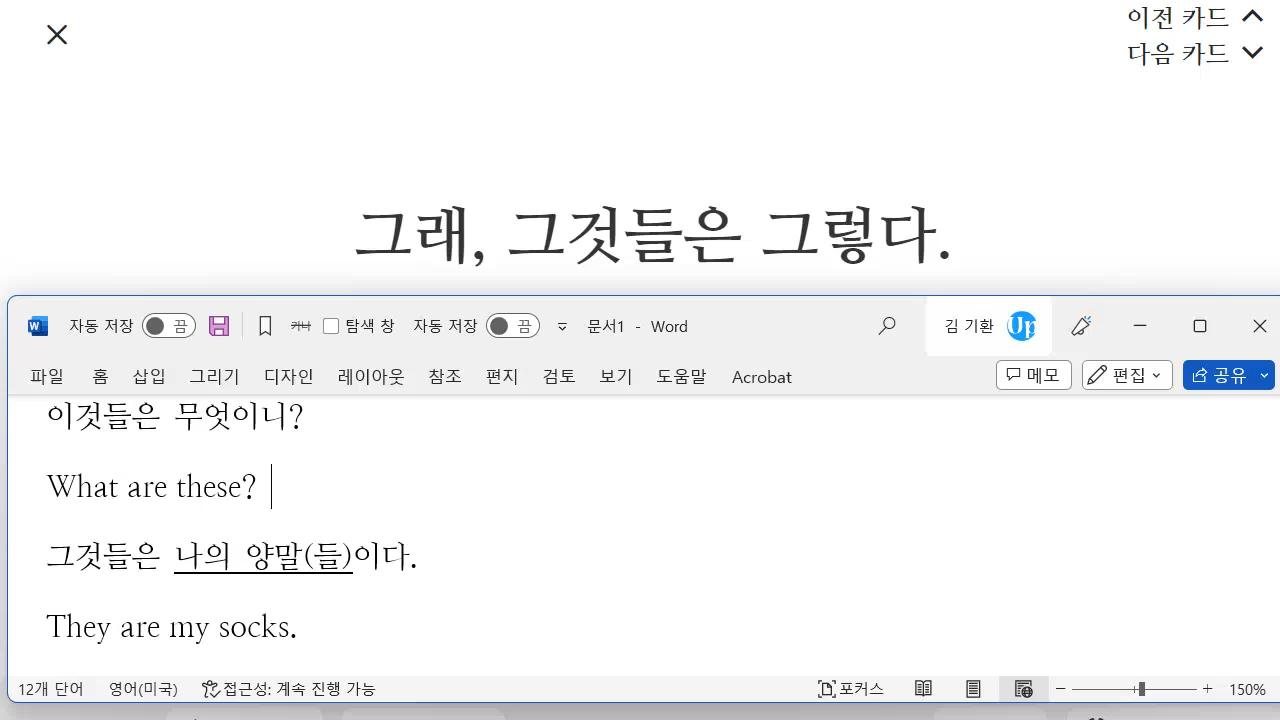 이전 카드
다음 카드
그래, 그것들은 그렇다.
자동 저장 끔 가나 탐색 창 자동 저장 끔 문서1 - Word 김 기환 Up
파일 홈 삽입 그리기 디자인 레이아웃 참조 편지 검토 보기 도움말 Acrobat 메모 편집 공유
이것들은 무엇이니?
What are these?
그것들은 나의 양말(들)이다.
They are my socks.
12개 단어 영어(미국) 접근성: 계속 진행 가능 포커스 150%